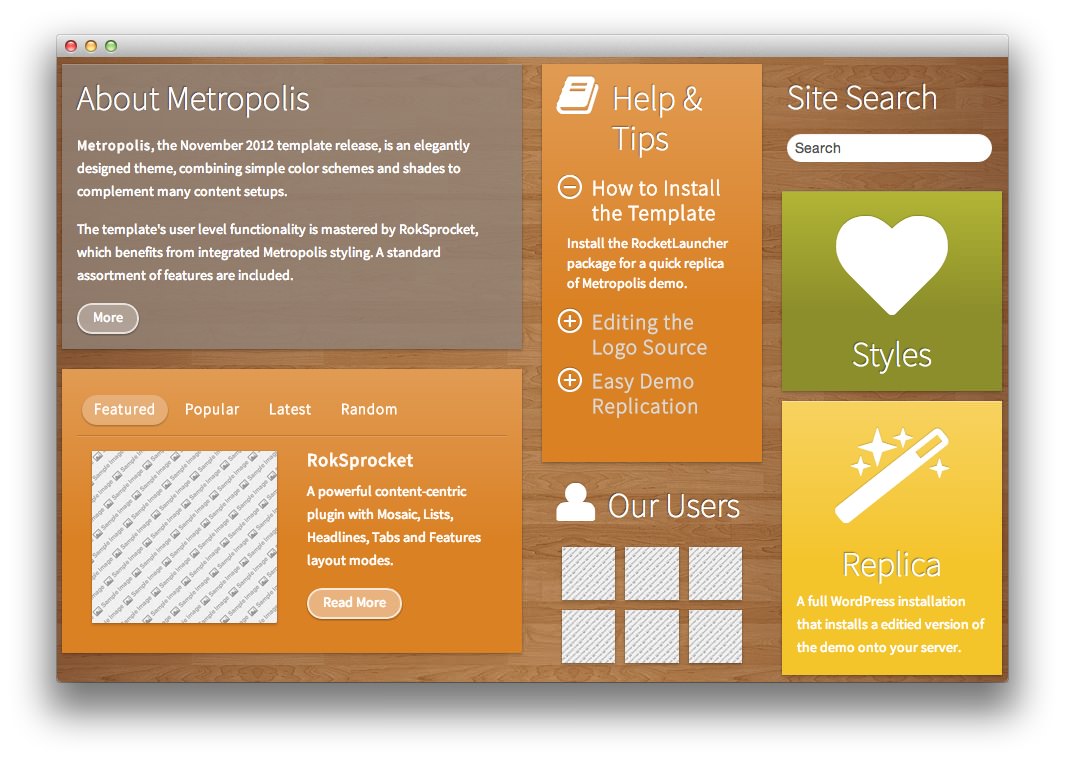 About Metropolis
Metropolis, the November 2012 template release, is an elegantly
designed theme, combining simple color schemes and shades to
complement many content setups.
The template's user level functionality is mastered by RokSprocket,
which benefits from integrated Metropolis styling. A standard
assortment of features are included.
More
Featured
Popular
Latest
Random
Sample Image
RokSprocket
A powerful content-centric
plugin with Mosaic, Lists,
Headlines, Tabs and Features
layout modes.
Read More
Help &
Tips
How to Install
the Template
Install the RocketLauncher
package for a quick replica
of Metropolis demo.
Editing the
Logo Source
Easy Demo
Replication
Our Users
Site Search
Search
Styles
Replica
A full WordPress installation
that installs a editied version of
the demo onto your server.